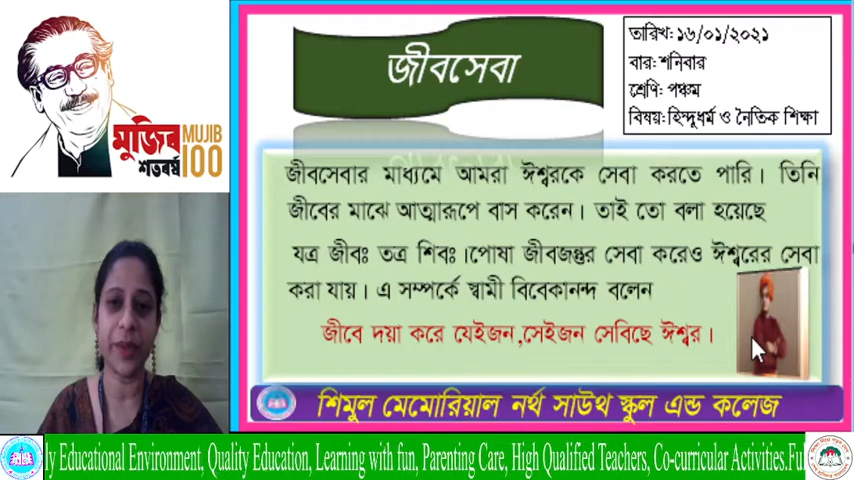 মুজিব
শতবর্ষ
MUJIB
100
জীবসেবা
তারিখ:১৬/০১/২০২১
বার:শনিবার
শ্রেণি: পঞ্চম
বিষয়:হিন্দুধর্ম ও নৈতিক শিক্ষা
জীবসেবার মাধ্যমে আমরা ঈশ্বরকে সেবা করতে পারি। তিনি
জীবের মাঝে আত্মারূপে বাস করেন। তাই তো বলা হয়েছে
যত্র জীবঃ তত্র শিবঃ।পোষা জীবজন্তুর সেবা করেও ঈশ্বরের সেবা
করা যায়। এ সম্পর্কে স্বামী বিবেকানন্দ বলেন
জীবে দয়া করে যেইজন,সেইজন সেবিছে ঈশ্বর।
শিমুল মেমোরিয়াল নর্থ সাউথ স্কুল এন্ড কলেজ
ly Educational Environment, Quality Education, Learning with fun, Parenting Care, High Qualified Teachers, Co-curricular Activities.Fu